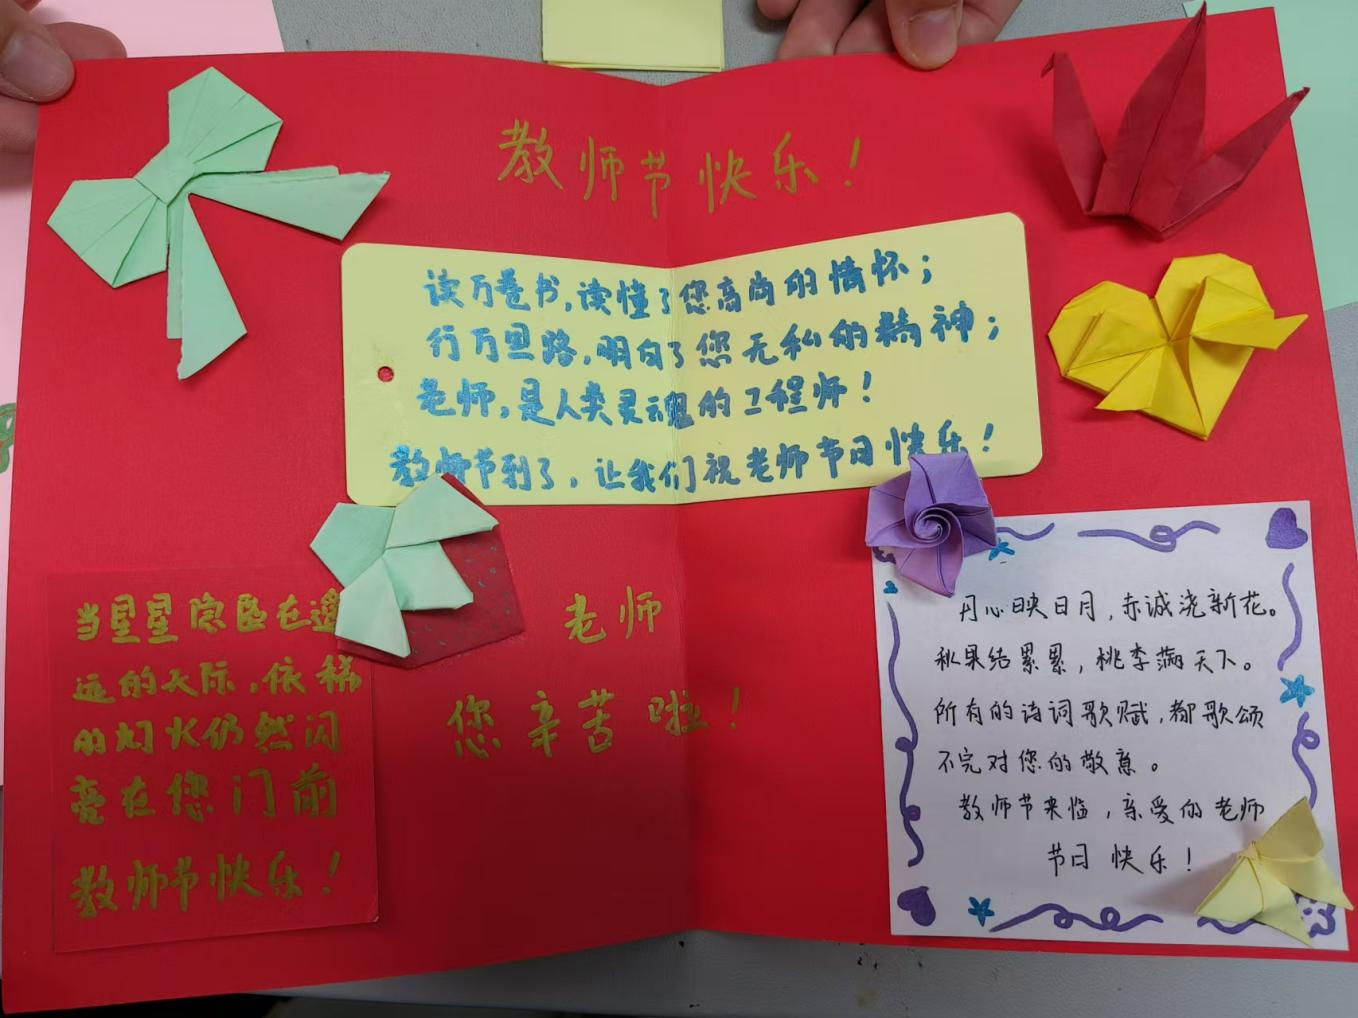 教师节快乐！
读万卷书，读懂了您高尚的情怀；
行万里路，明白了您无私的精神；
老师，是人类灵魂的工程师！
教师节到了，让我们祝老师节日快乐！
当星星隐匿在遥
远的天际，依稀
的灯火仍然闪
亮在您门前
教师节快乐！
老师
您辛苦啦！
丹心映日月，赤诚浇新花。
秋果结累累，桃李满天下。
所有的诗词歌赋，都歌颂
不完对您的敬意。
教师节来临，亲爱的老师
节日快乐！